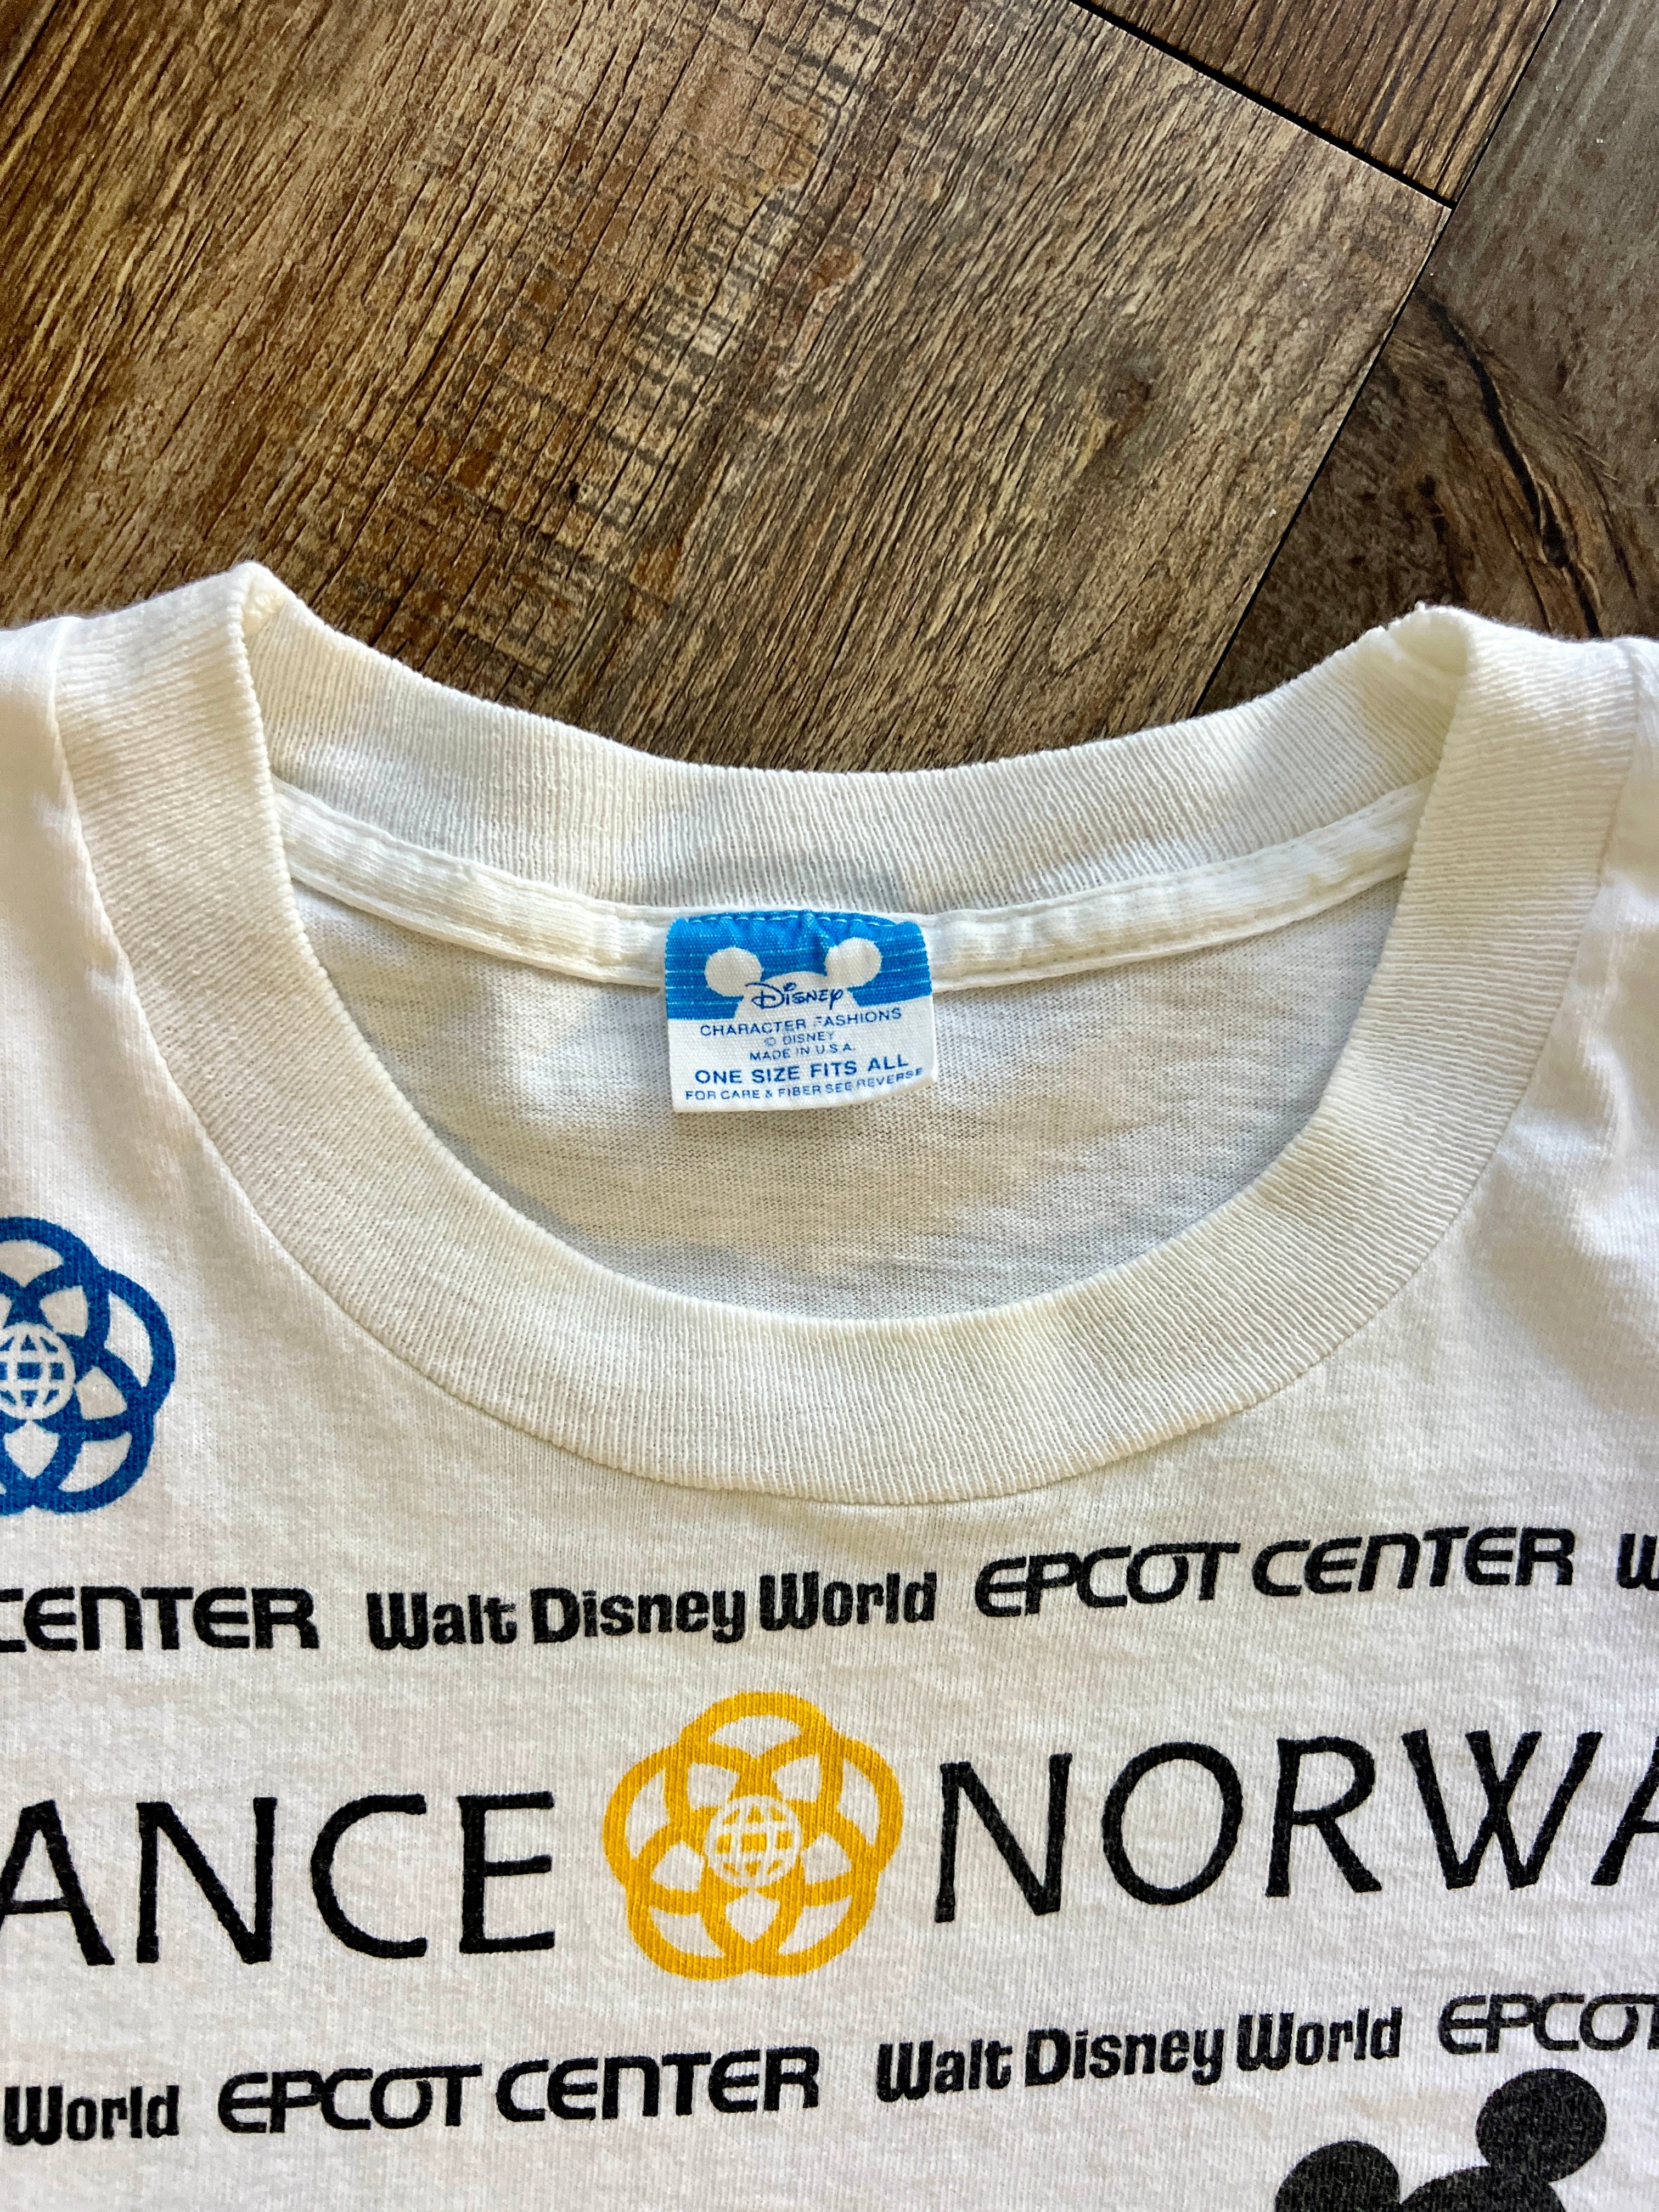 Disney
CHARACTER FASHIONS
© DISNEY
MADE IN U.S.A.
ONE SIZE FITS ALL
FOR CARE & FIBER SEE REVERSE
CENTER Walt Disney World EPCOT CENTER W
ANCE NORWA
World EPCOT CENTER Walt Disney World EPCOT